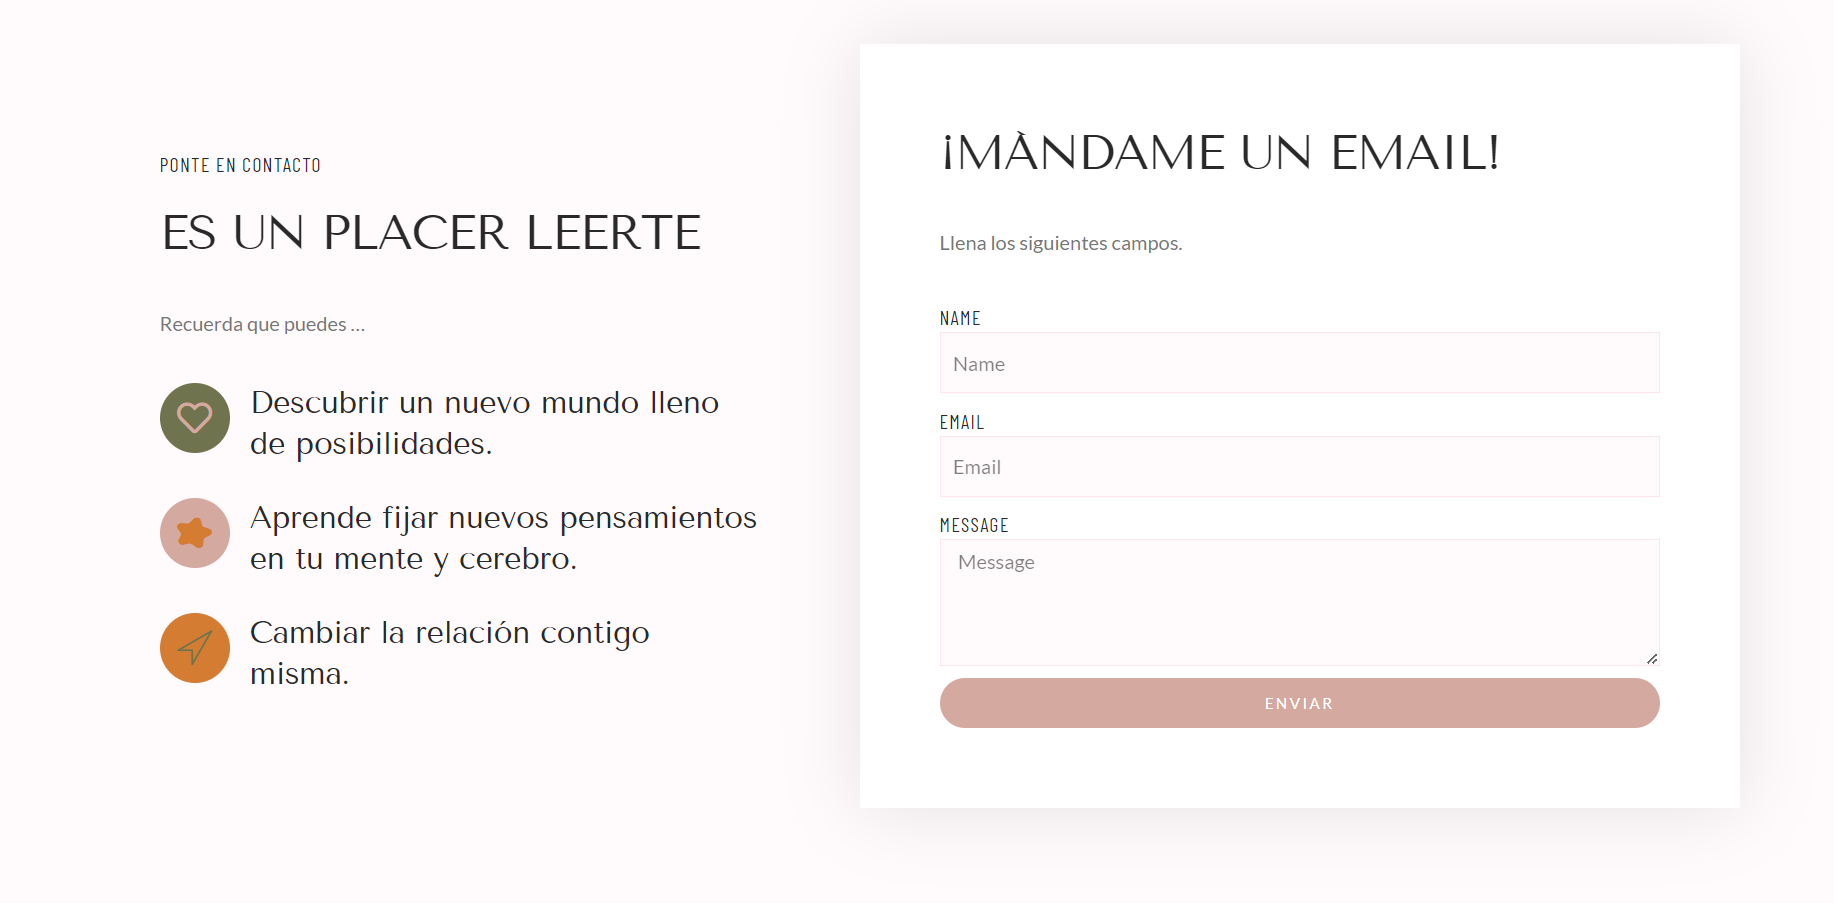 PONTE EN CONTACTO
ES UN PLACER LEERTE
Recuerda que puedes ...
Descubrir un nuevo mundo lleno
de posibilidades.
Aprende fijar nuevos pensamientos
en tu mente y cerebro.
Cambiar la relación contigo
misma.
¡MÀNDAME UN EMAIL!
Llena los siguientes campos.
NAME
Name
EMAIL
Email
MESSAGE
Message
ENVIAR